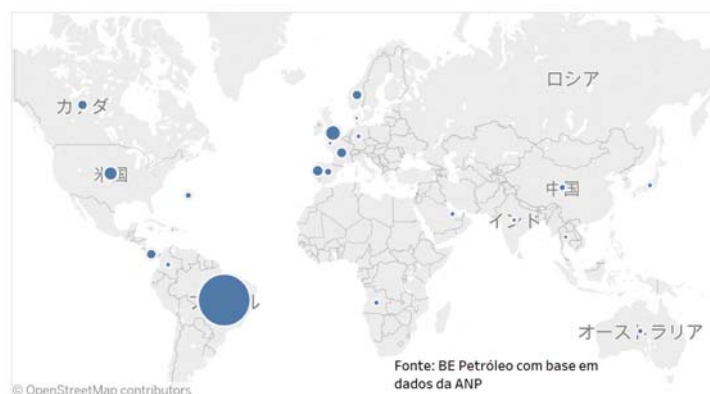 ロシア
カナダ
米国
中国
インド
オーストラリア
Fonte: BE Petróleo com base em
dados da ANP
© OpenStreetMap contributors